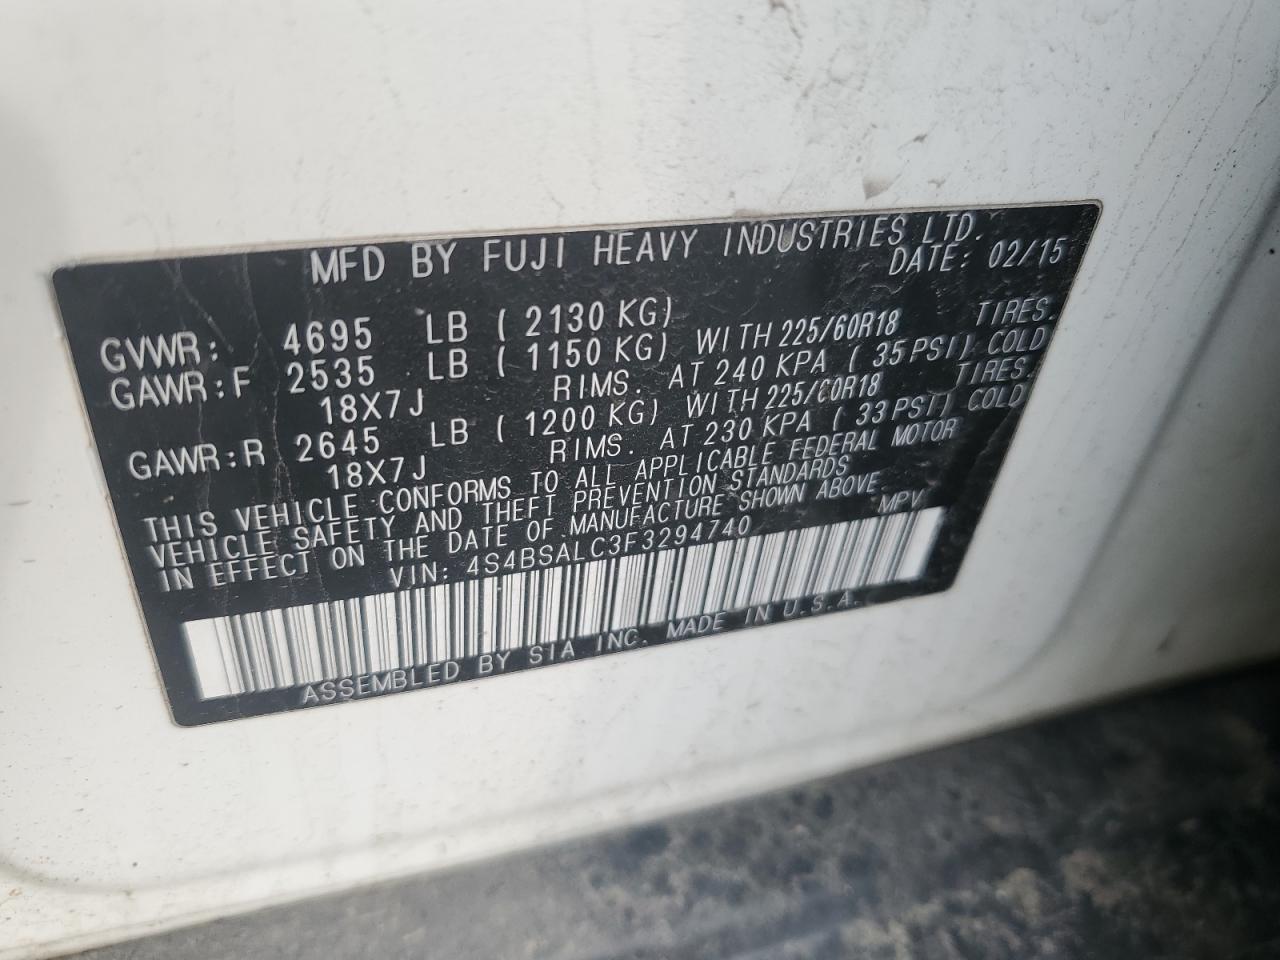 MFD BY FUJI HEAVY INDUSTRIES LTD.
DATE: 02/15
GVWR: 4695 LB ( 2130 KG)
GAWR:F 2535 LB ( 1150 KG) WITH 225/60R18 TIRES.
18X7J RIMS. AT 240 KPA ( 35PSI) COLD
GAWR:R 2645 LB ( 1200 KG) WITH 225/60R18 TIRES.
18X7J RIMS. AT 230 KPA ( 33PSI) COLD
THIS VEHICLE CONFORMS TO ALL APPLICABLE FEDERAL MOTOR
VEHICLE SAFETY AND THEFT PREVENTION STANDARDS
IN EFFECT ON THE DATE OF MANUFACTURE SHOWN ABOVE.
VIN: 4S4BSALC3F3294740 MPV
ASSEMBLED BY SIA INC. MADE IN U.S.A.